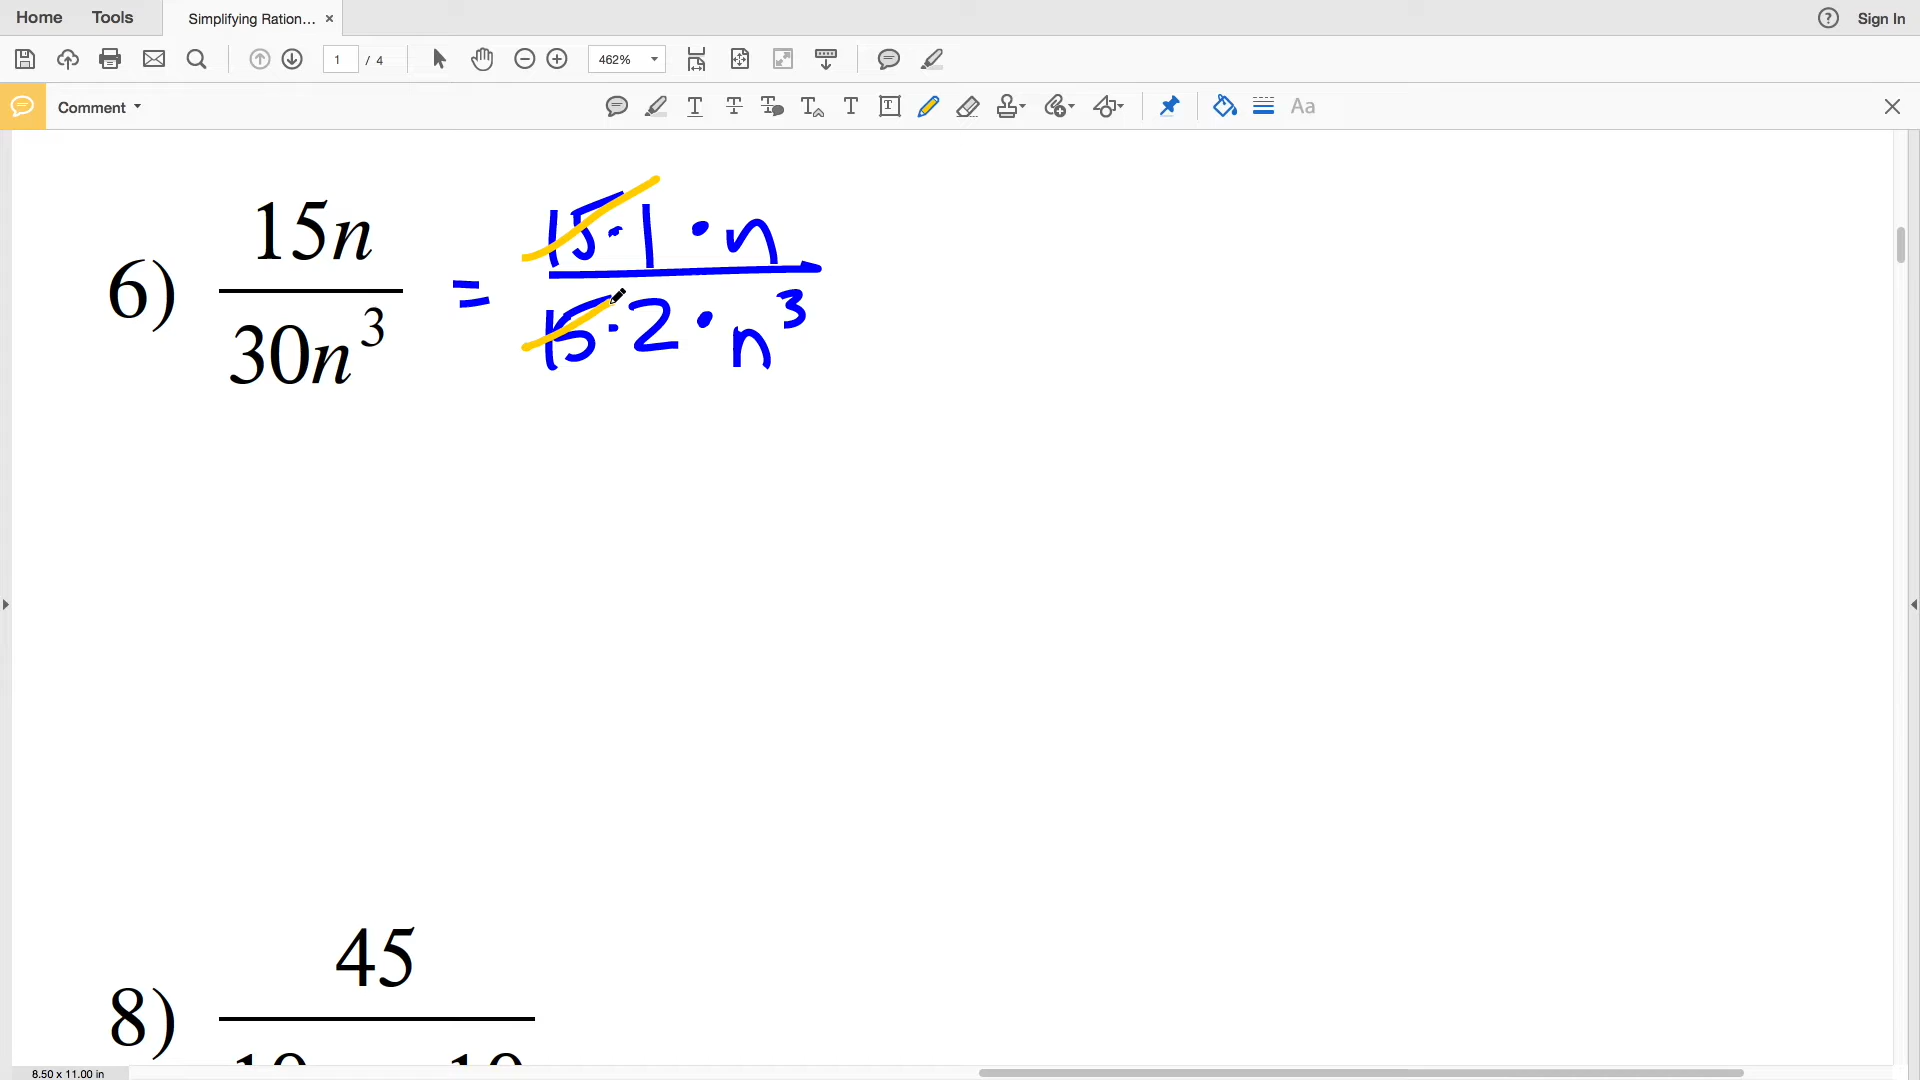 Home Tools Simplifying Ration... × ? Sign In
1 / 4 462%
Comment T T T T T T Aa
6) 15n / 30n³ = 15·1 · n / 15·2 · n³
8) 45
8.50 x 11.00 in